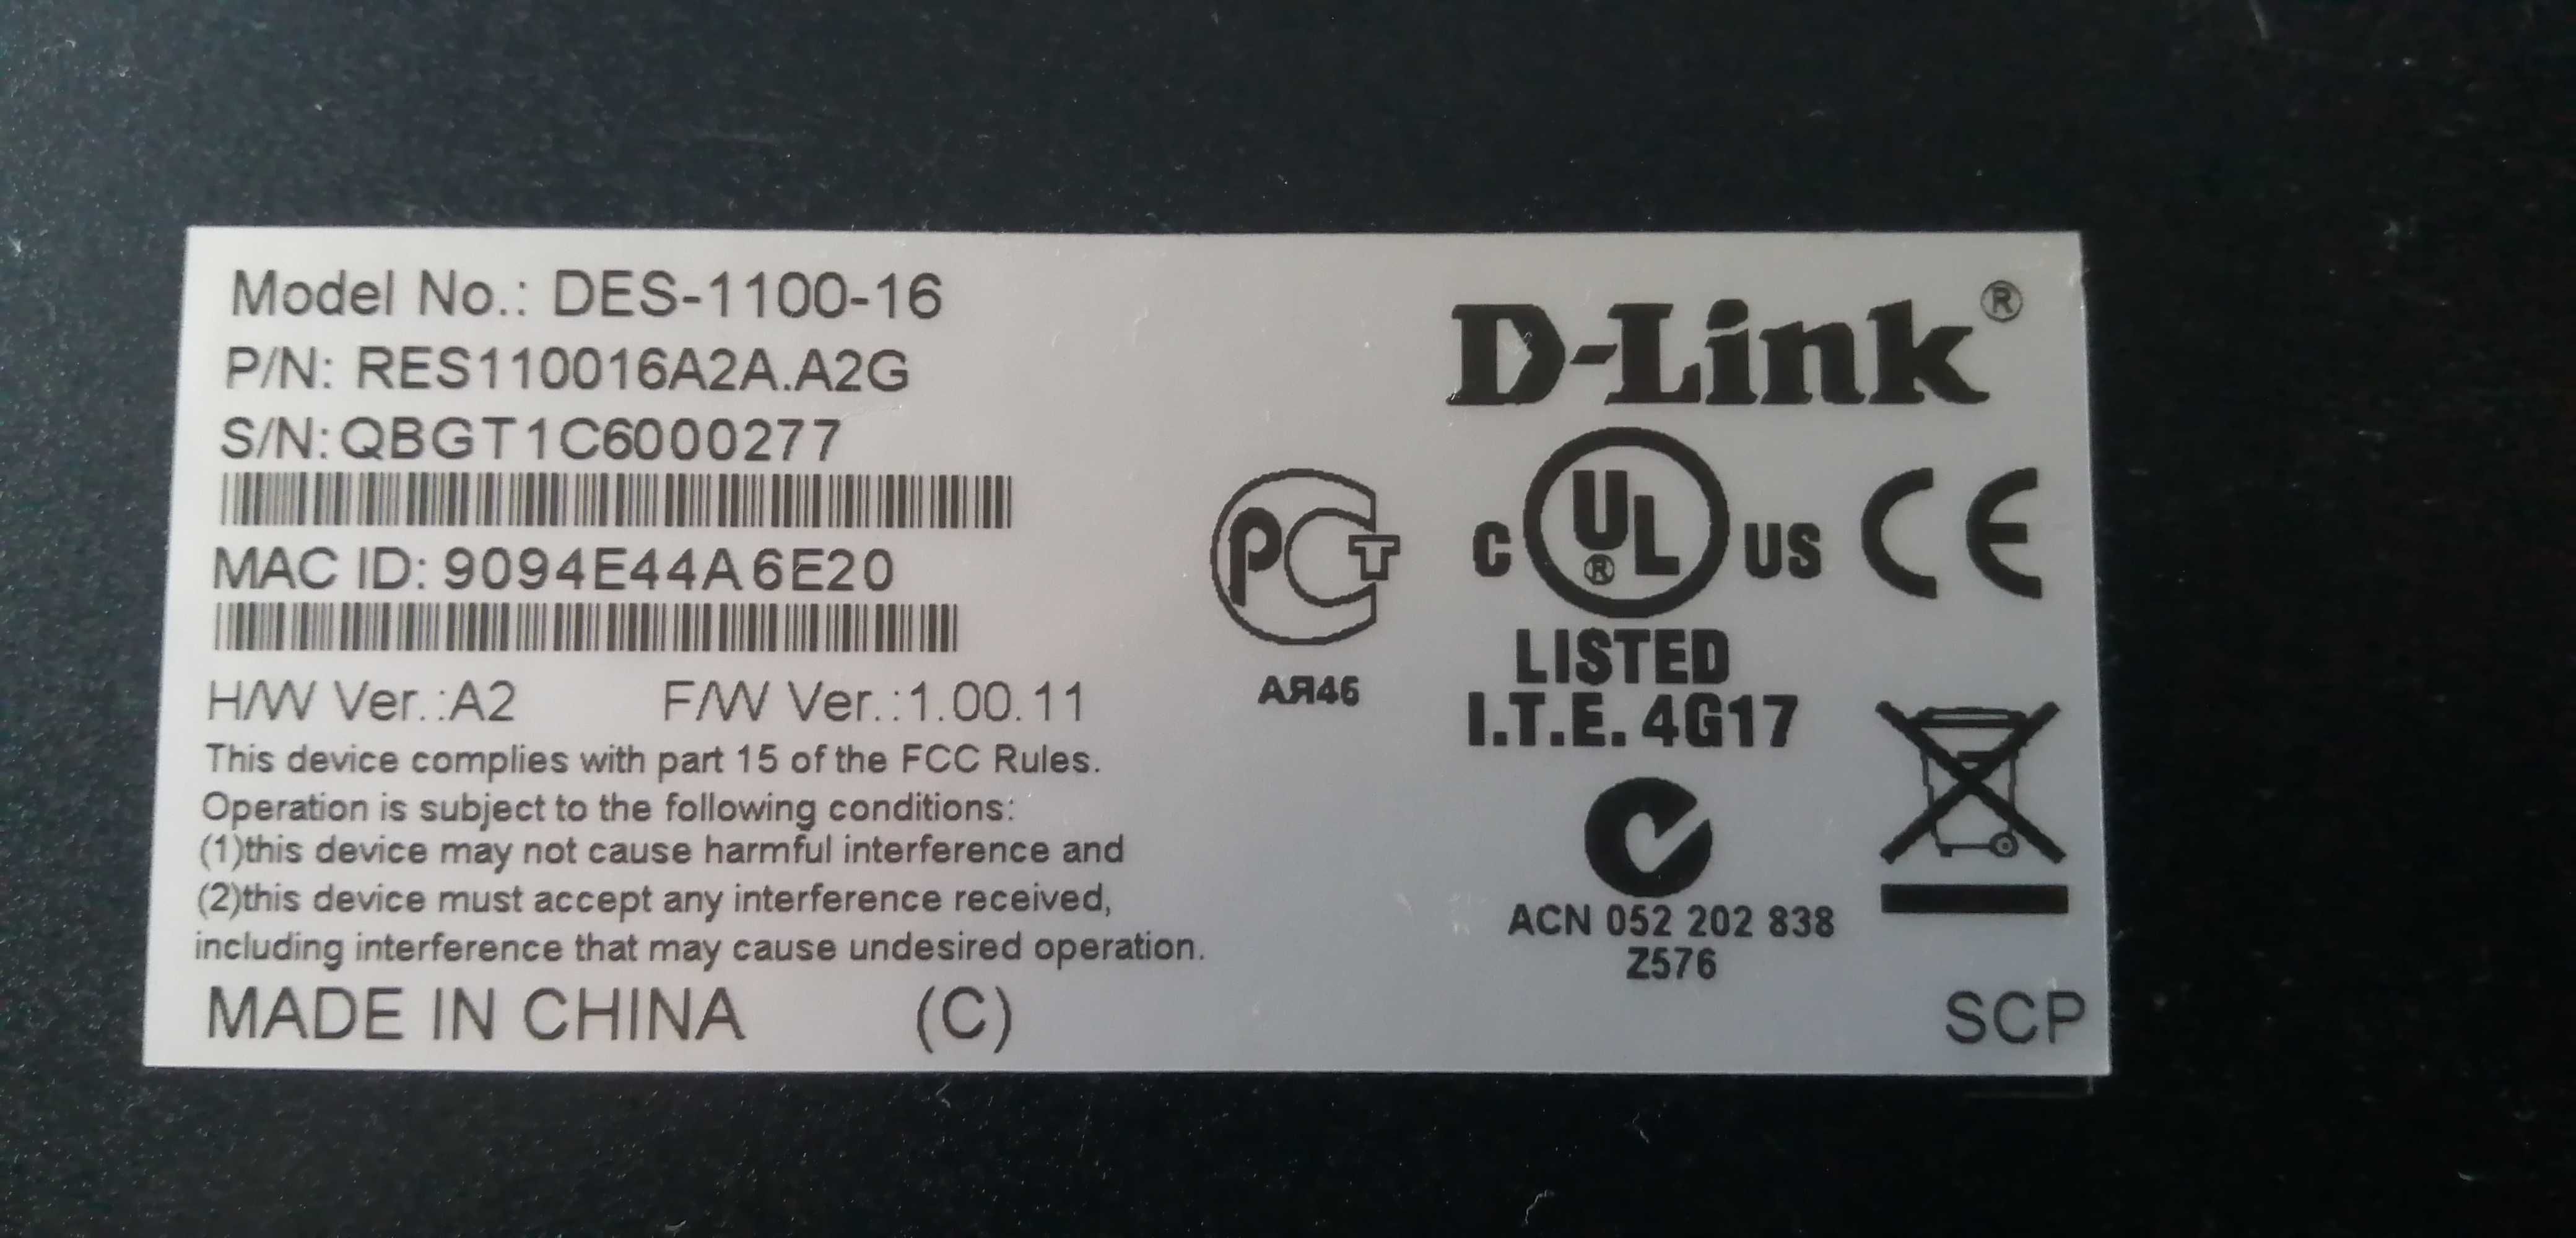 Model No.: DES-1100-16
P/N: RES110016A2A.A2G
S/N: QBGT1C6000277
MAC ID: 9094E44A6E20
H/W Ver.:A2 F/W Ver.:1.00.11
This device complies with part 15 of the FCC Rules.
Operation is subject to the following conditions:
(1)this device may not cause harmful interference and
(2)this device must accept any interference received,
including interference that may cause undesired operation.
MADE IN CHINA (C)
D-Link®
РСТ
АЯ46
C UL® US CE
LISTED
I.T.E. 4G17
ACN 052 202 838
Z576
SCP